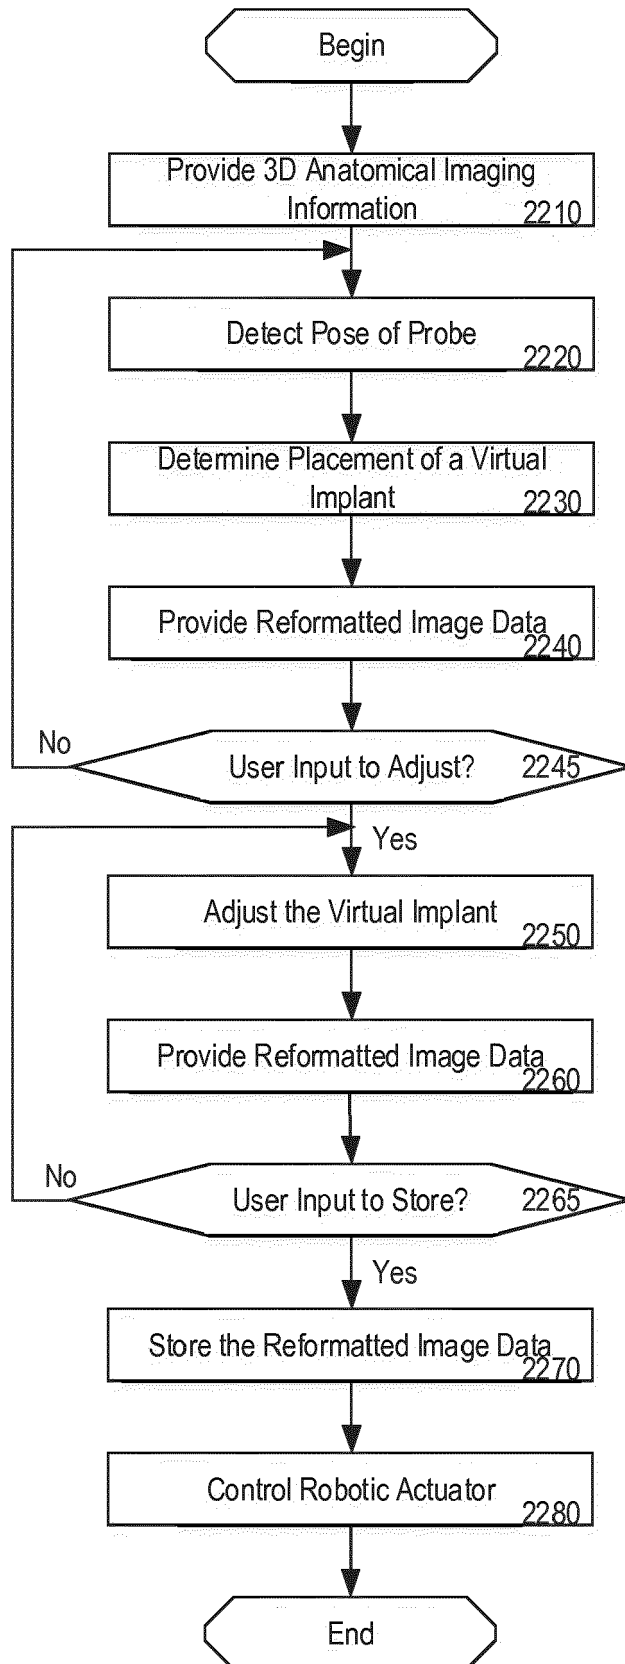 Begin
Provide 3D Anatomical Imaging
Information
2210
Detect Pose of Probe
2220
Determine Placement of a Virtual
Implant
2230
Provide Reformatted Image Data
2240
No
User Input to Adjust?
2245
Yes
Adjust the Virtual Implant
2250
Provide Reformatted Image Data
2260
No
User Input to Store?
2265
Yes
Store the Reformatted Image Data
2270
Control Robotic Actuator
2280
End